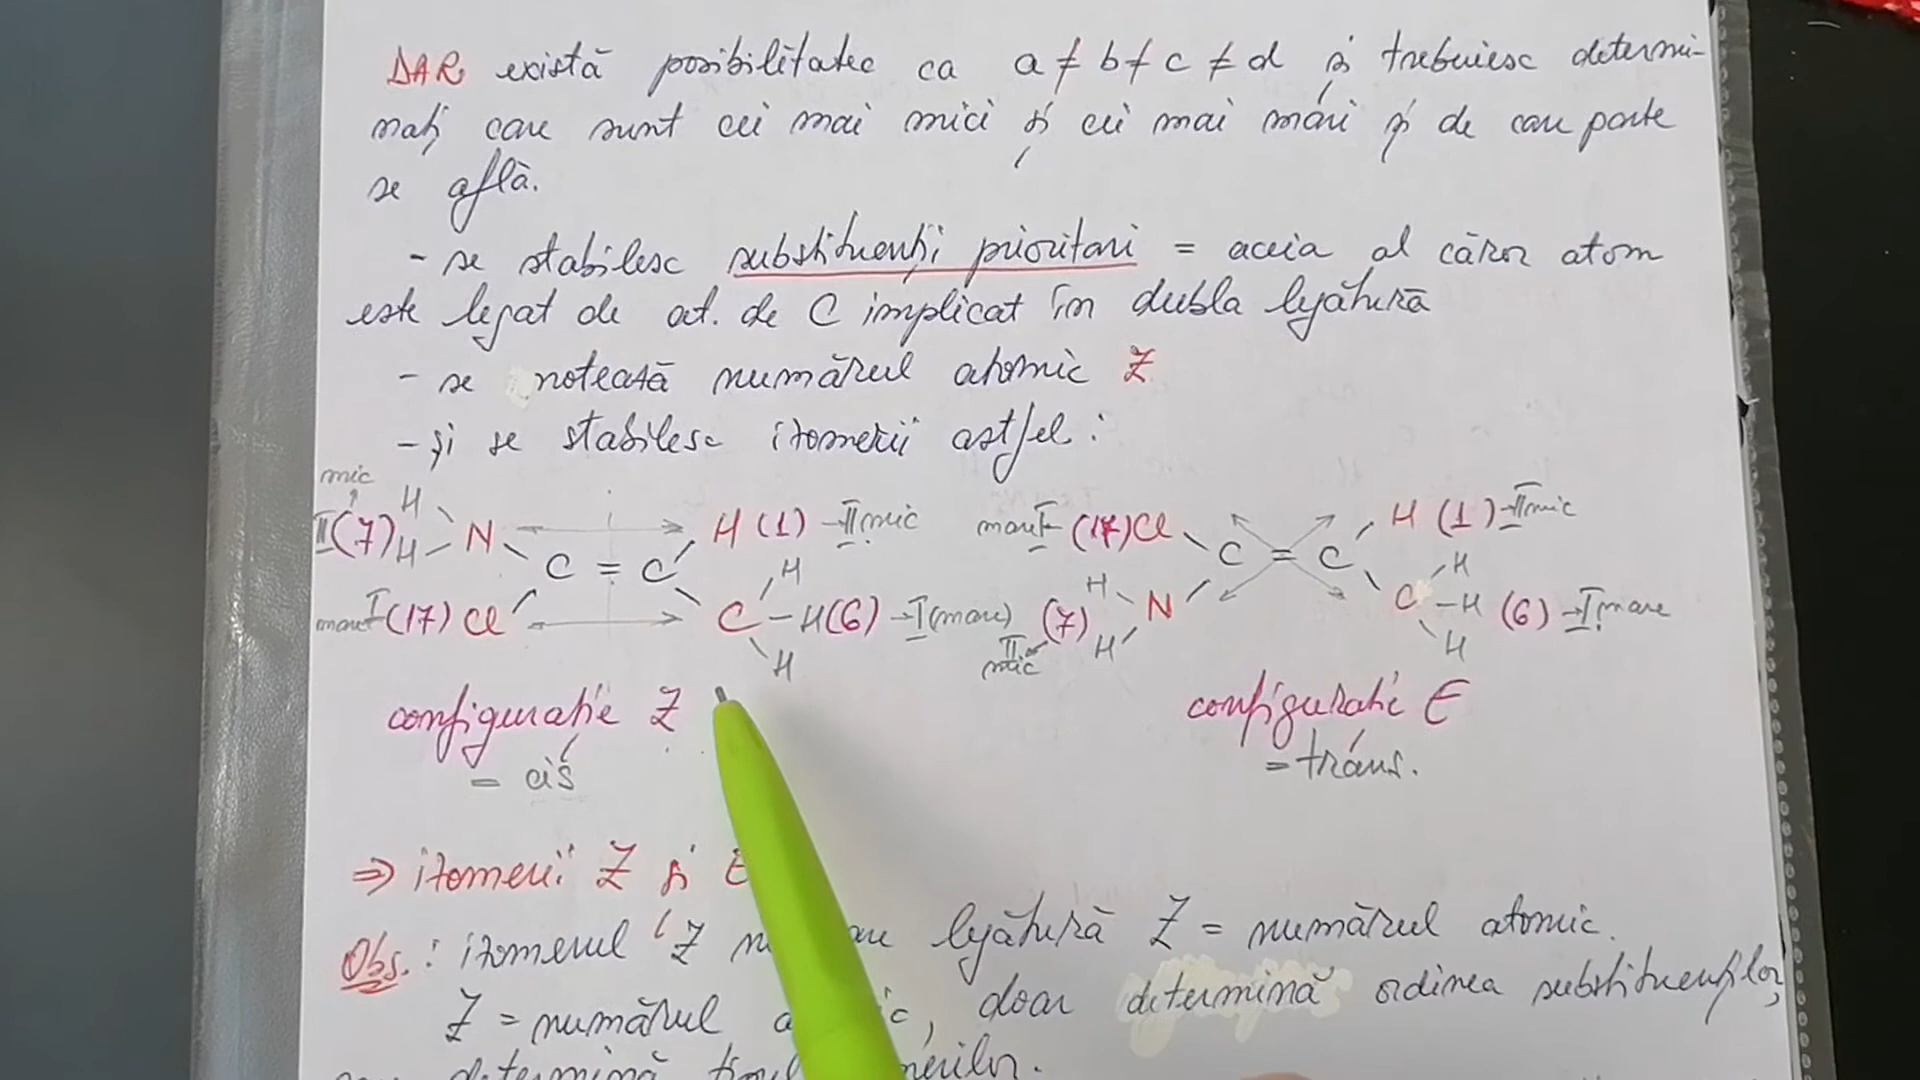 DAR există posibilitatea ca a ≠ b ≠ c ≠ d și trebuiesc determi-
nați care sunt cei mai mici și cei mai mari și de care parte
se află.
- se stabilesc substituenții prioritari = aceia al căror atom
este legat de at. de C implicat în dubla legătură
- se notează numărul atomic Z
- și se stabilesc izomerii astfel:
mic
II (7) H H N C = C H (1) → II mic
mare I (17) Cl C H H H (6) → I (mare)
mare I (17) Cl C = C H (1) → II mic
(7) II mic H H N C H H H (6) → I mare
configurație Z
= cis
configurație E
= trans.
⇒ izomerii Z și E
Obs.: izomerul Z legătură Z = numărul atomic.
Z = numărul doar determină ordinea substituenților
determină